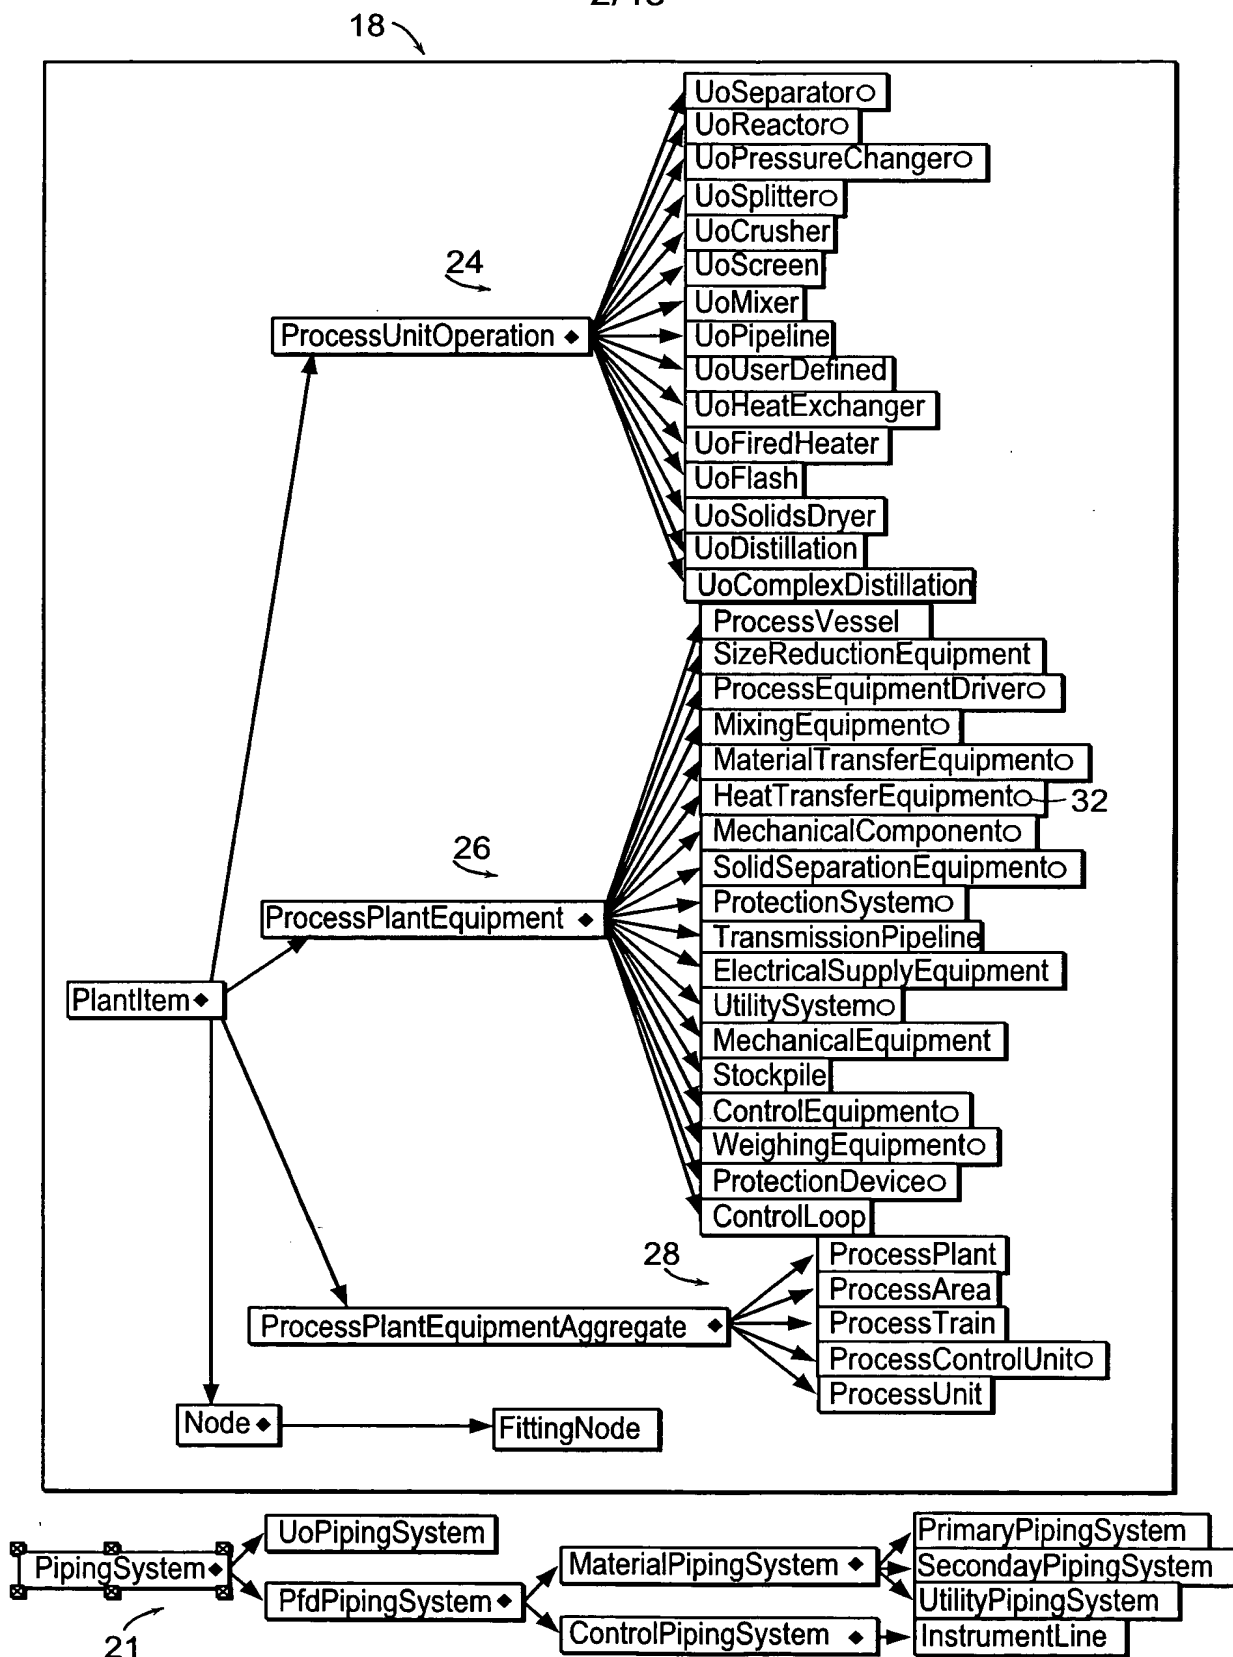 18
UoSeparator
UoReactor
UoPressureChanger
UoSplitter
UoCrusher
UoScreen
UoMixer
UoPipeline
UoUserDefined
UoHeatExchanger
UoFiredHeater
UoFlash
UoSolidsDryer
UoDistillation
UoComplexDistillation
24
ProcessUnitOperation
ProcessVessel
SizeReductionEquipment
ProcessEquipmentDriver
MixingEquipment
MaterialTransferEquipment
HeatTransferEquipment
32
MechanicalComponent
SolidSeparationEquipment
ProtectionSystem
TransmissionPipeline
ElectricalSupplyEquipment
UtilitySystem
MechanicalEquipment
Stockpile
ControlEquipment
WeighingEquipment
ProtectionDevice
ControlLoop
26
ProcessPlantEquipment
PlantItem
28
ProcessPlant
ProcessArea
ProcessTrain
ProcessControlUnit
ProcessUnit
ProcessPlantEquipmentAggregate
Node
FittingNode
PipingSystem
21
UoPipingSystem
PfdPipingSystem
MaterialPipingSystem
ControlPipingSystem
PrimaryPipingSystem
SecondayPipingSystem
UtilityPipingSystem
InstrumentLine